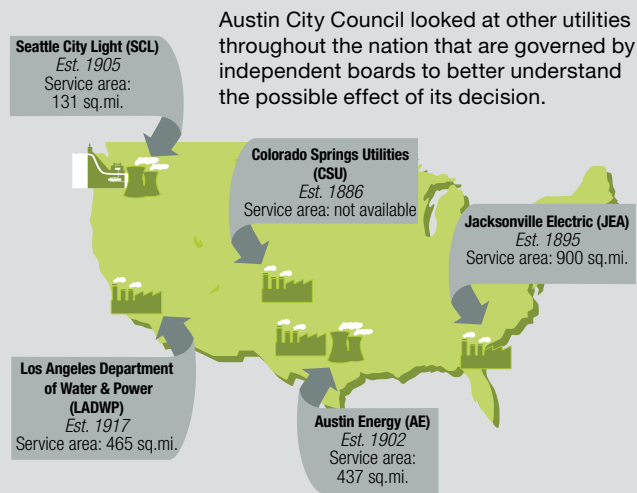 Austin City Council looked at other utilities
throughout the nation that are governed by
independent boards to better understand
the possible effect of its decision.
Seattle City Light (SCL)
Est. 1905
Service area:
131 sq.mi.
Colorado Springs Utilities
(CSU)
Est. 1886
Service area: not available
Jacksonville Electric (JEA)
Est. 1895
Service area: 900 sq.mi.
Los Angeles Department
of Water & Power
(LADWP)
Est. 1917
Service area: 465 sq.mi.
Austin Energy (AE)
Est. 1902
Service area:
437 sq.mi.